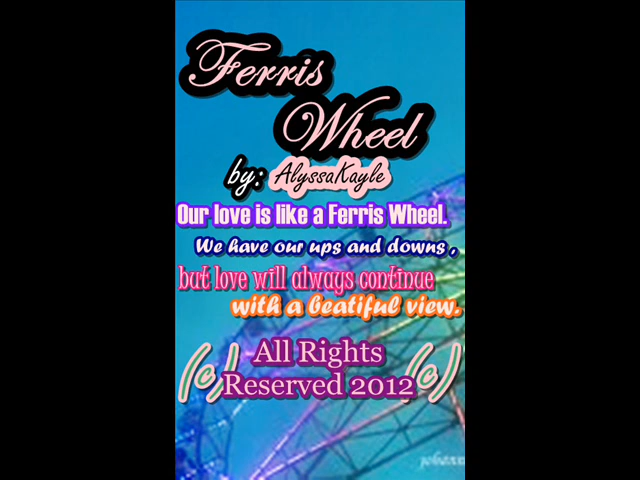 Ferris
Wheel
by: AlyssaKayle
Our love is like a Ferris Wheel.
We have our ups and downs ,
but love will always continue
with a beatiful view.
(c) All Rights (c)
Reserved 2012